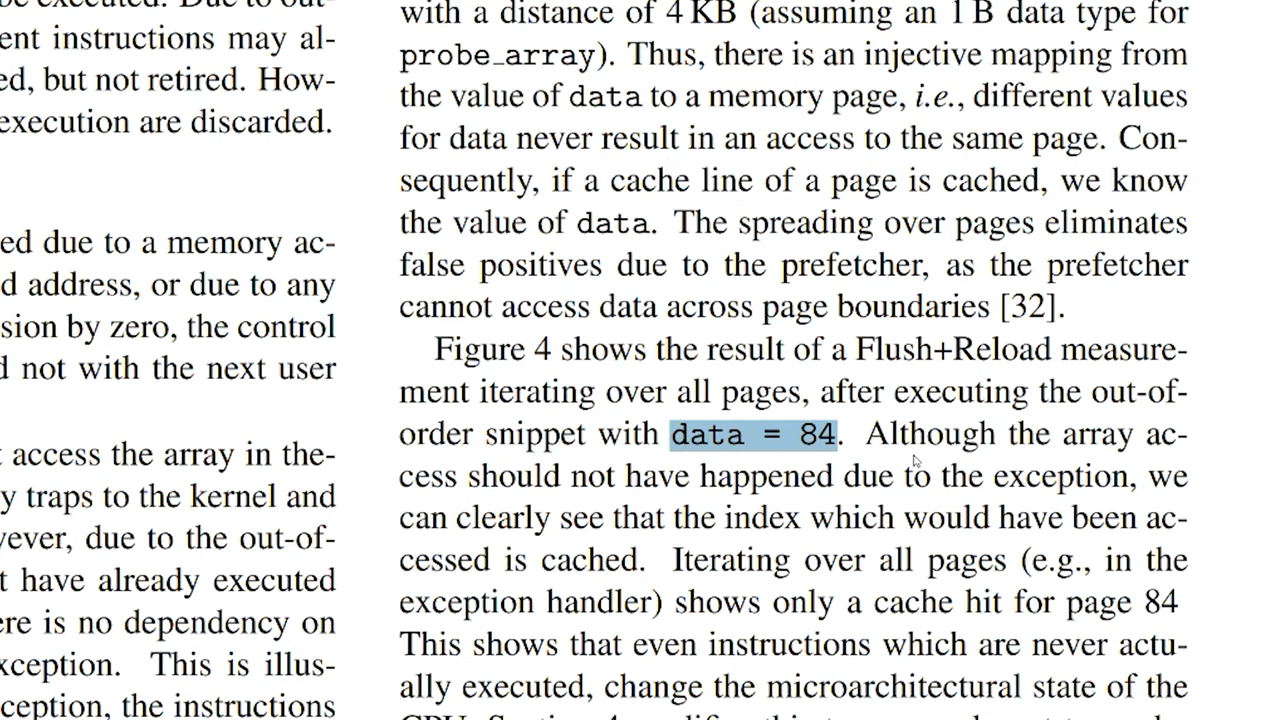 be executed. Due to out-
ent instructions may al-
ed, but not retired. How-
execution are discarded.
ed due to a memory ac-
d address, or due to any
sion by zero, the control
d not with the next user
t access the array in the-
y traps to the kernel and
vever, due to the out-of-
t have already executed
ere is no dependency on
xception. This is illus-
ception, the instructions
with a distance of 4 KB (assuming an 1 B data type for
probe_array). Thus, there is an injective mapping from
the value of data to a memory page, i.e., different values
for data never result in an access to the same page. Con-
sequently, if a cache line of a page is cached, we know
the value of data. The spreading over pages eliminates
false positives due to the prefetcher, as the prefetcher
cannot access data across page boundaries [32].
Figure 4 shows the result of a Flush+Reload measure-
ment iterating over all pages, after executing the out-of-
order snippet with data = 84. Although the array ac-
cess should not have happened due to the exception, we
can clearly see that the index which would have been ac-
cessed is cached. Iterating over all pages (e.g., in the
exception handler) shows only a cache hit for page 84
This shows that even instructions which are never actu-
ally executed, change the microarchitectural state of the